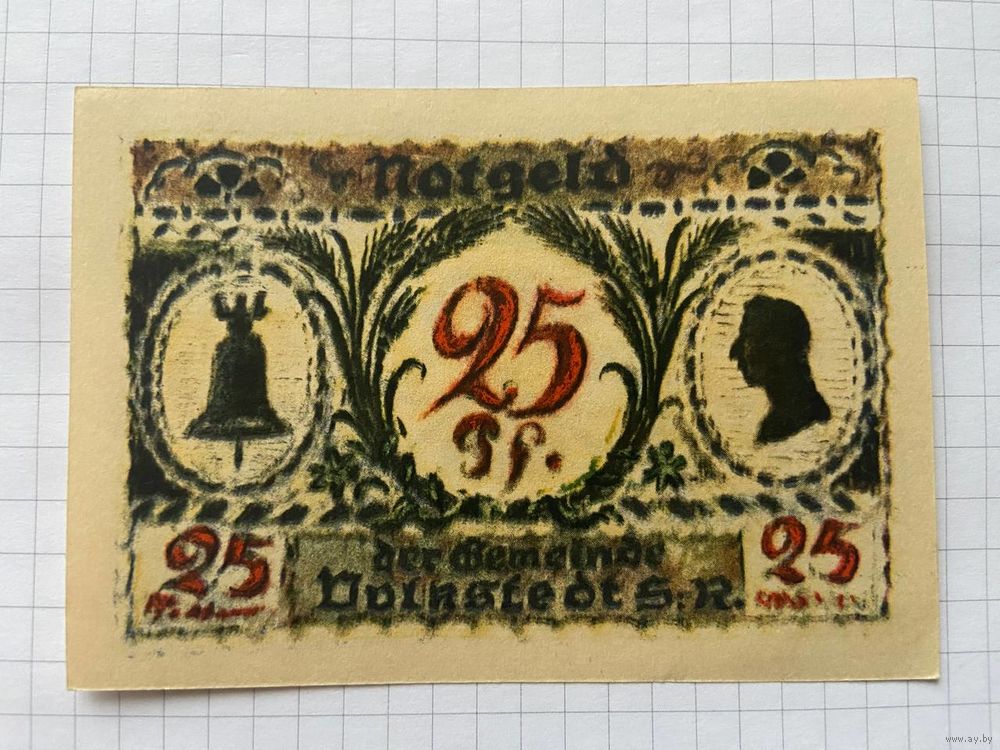 Notgeld
25
Pf.
25
25
der Gemeinde
Volkstedt S.-R.
www.ay.by